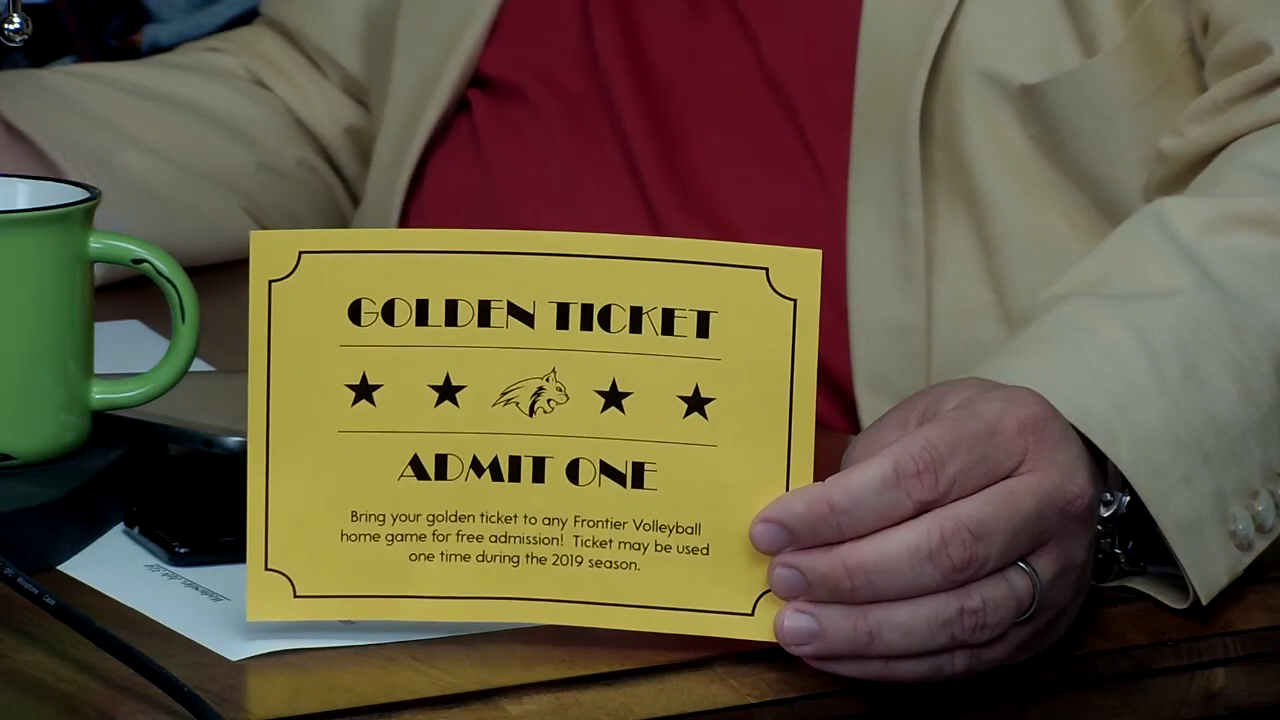 GOLDEN TICKET
ADMIT ONE
Bring your golden ticket to any Frontier Volleyball
home game for free admission! Ticket may be used
one time during the 2019 season.